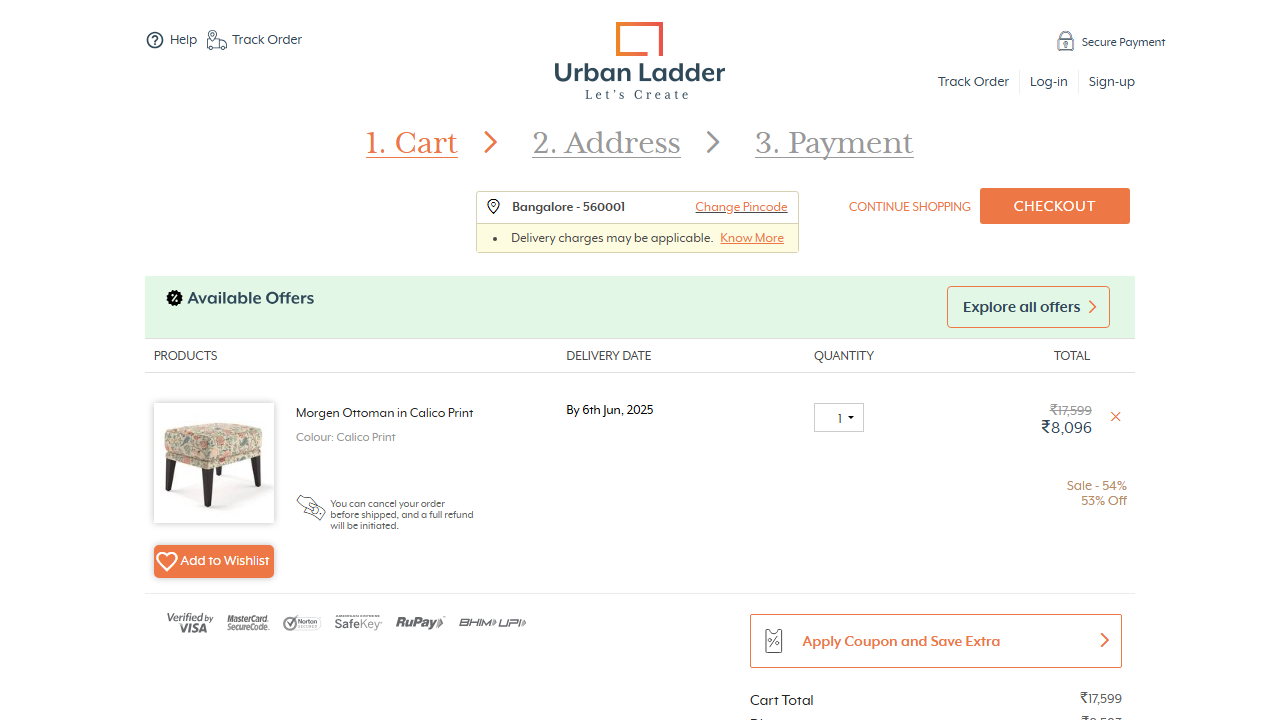 Help
Track Order
Urban Ladder
Let's Create
Secure Payment
Track Order
Log-in
Sign-up
1. Cart
2. Address
3. Payment
Bangalore - 560001
Change Pincode
Delivery charges may be applicable. Know More
CONTINUE SHOPPING
CHECKOUT
Available Offers
Explore all offers
PRODUCTS
DELIVERY DATE
QUANTITY
TOTAL
Morgen Ottoman in Calico Print
Colour: Calico Print
By 6th Jun, 2025
1
₹17,599
₹8,096
You can cancel your order
before shipped, and a full refund
will be initiated.
Sale - 54%
53% Off
Add to Wishlist
Verified by
VISA
MasterCard.
SecureCode.
Norton
SECURED
AMERICAN EXPRESS
SafeKey
RuPay
BHIM UPI
Apply Coupon and Save Extra
Cart Total
₹17,599